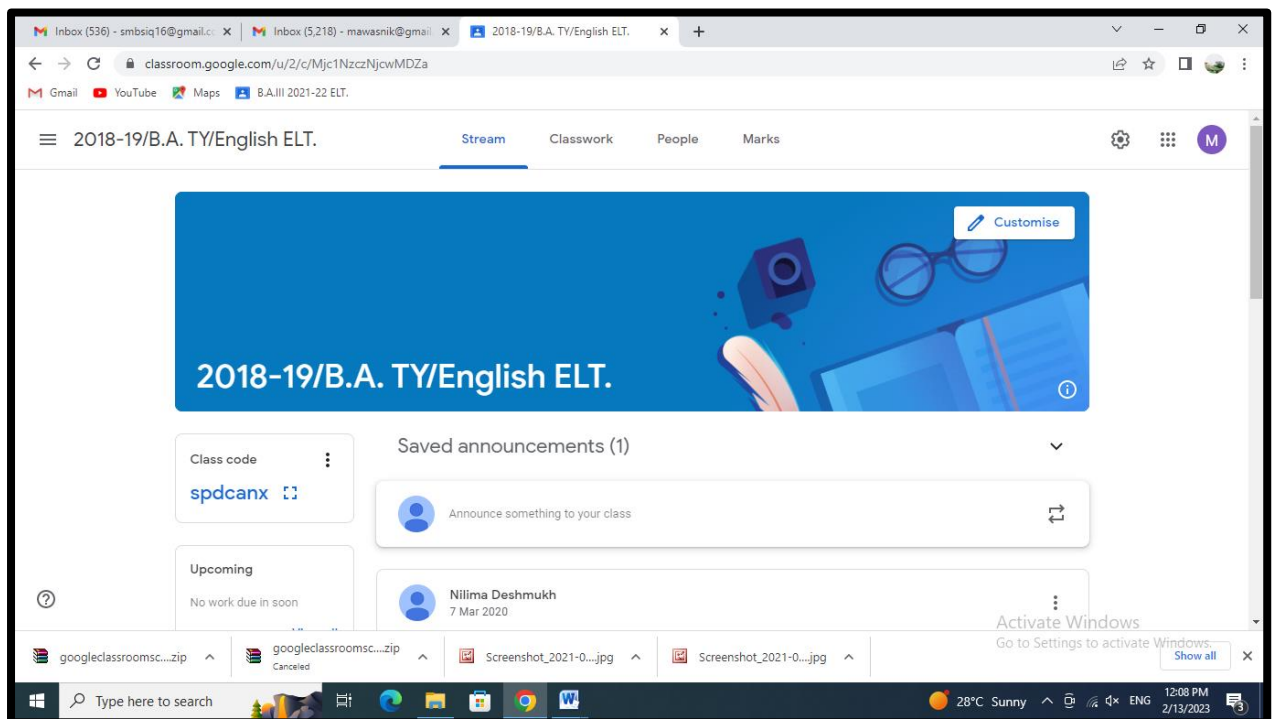 Inbox (536) - smbsiq16@gmail.c
Inbox (5,218) - mawasnik@gmail
2018-19/B.A. TY/English ELT.
classroom.google.com/u/2/c/Mjc1NzczNjcwMDZa
Gmail
YouTube
Maps
B.A.III 2021-22 ELT.
2018-19/B.A. TY/English ELT.
Stream
Classwork
People
Marks
M
Customise
2018-19/B.A. TY/English ELT.
Class code
spdcanx
Saved announcements (1)
Announce something to your class
Upcoming
No work due in soon
Nilima Deshmukh
7 Mar 2020
Activate Windows
Go to Settings to activate Windows.
googleclassroomsc....zip
googleclassroomsc....zip
Canceled
Screenshot_2021-0....jpg
Screenshot_2021-0....jpg
Show all
Type here to search
28°C Sunny
ENG
12:08 PM
2/13/2023
3